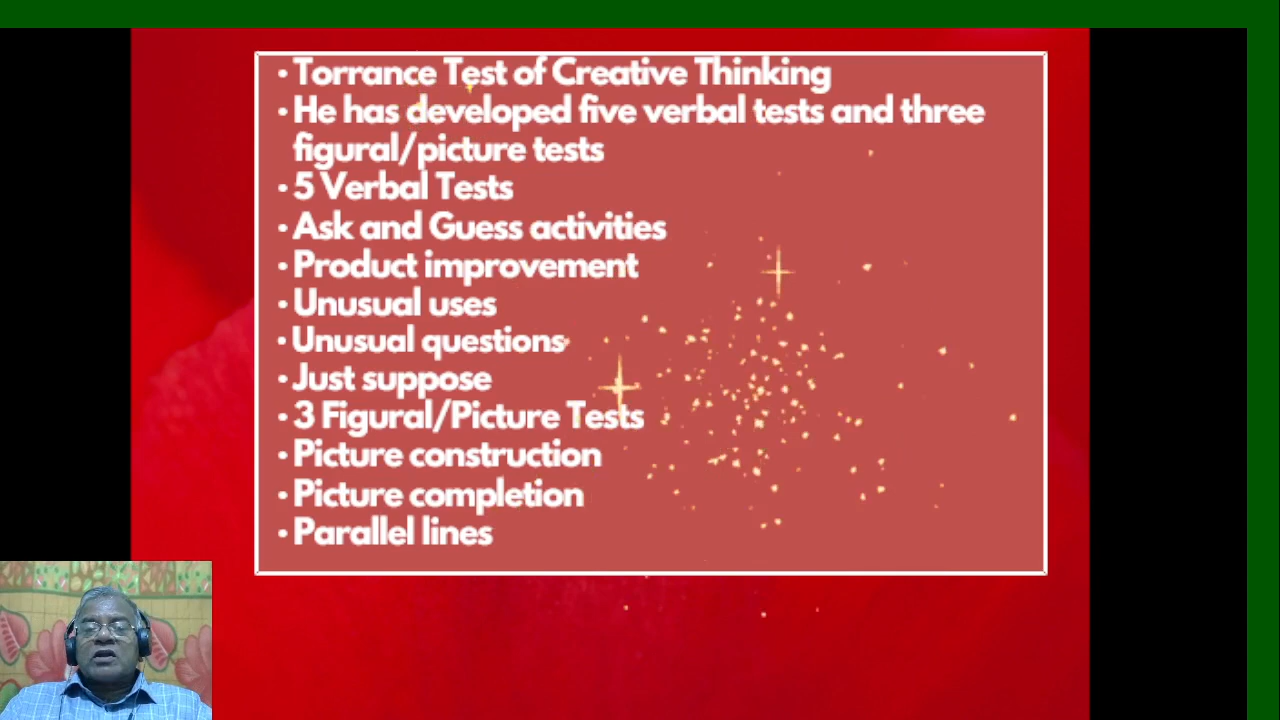 • Torrance Test of Creative Thinking
• He has developed five verbal tests and three
figural/picture tests
• 5 Verbal Tests
• Ask and Guess activities
• Product improvement
• Unusual uses
• Unusual questions
• Just suppose
• 3 Figural/Picture Tests
• Picture construction
• Picture completion
• Parallel lines